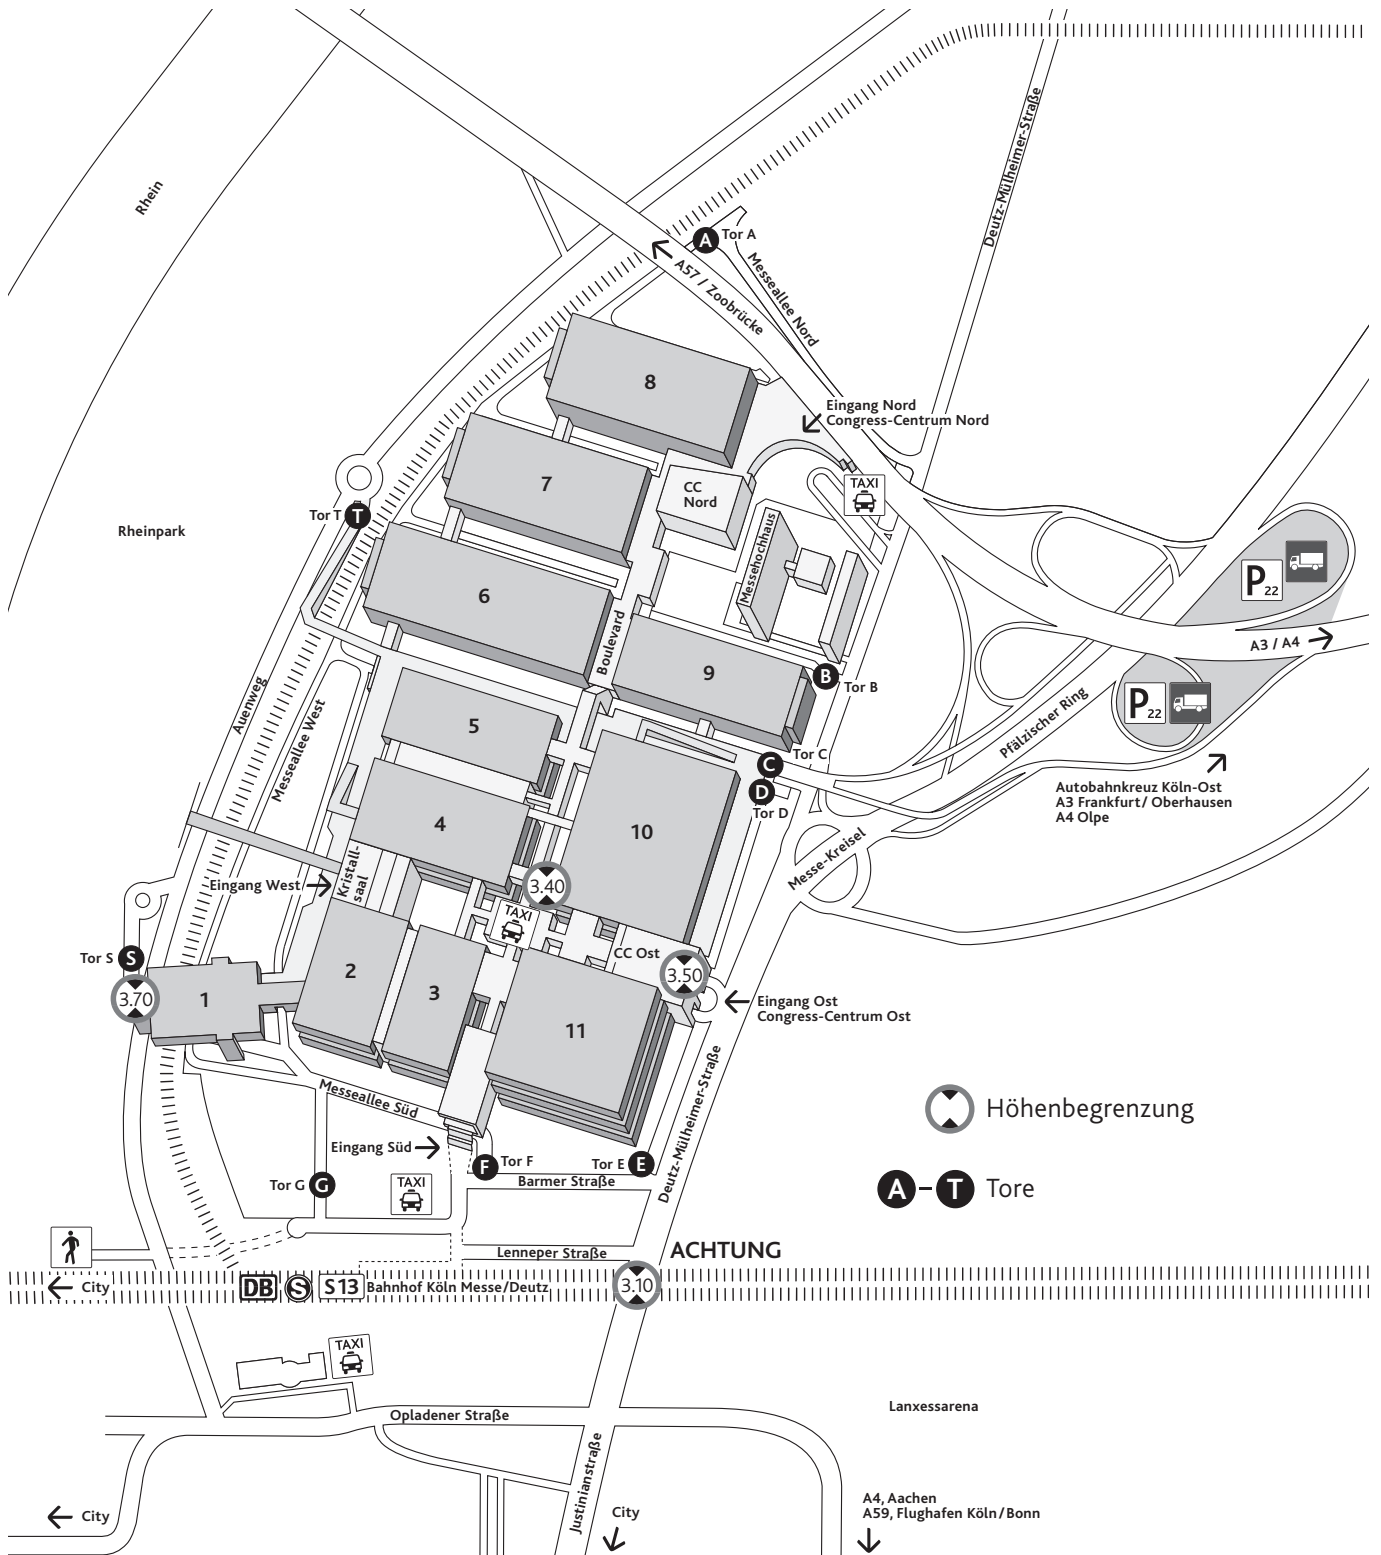 Deutz-Mülheimer-Straße
Rhein
A
Tor A
A57 / Zoobrücke
Messeallee Nord
8
Eingang Nord
Congress-Centrum Nord
7
CC
Nord
TAXI
Tor T
T
Rheinpark
Messehochhaus
P22
6
Boulevard
A3 / A4
9
B
Tor B
P22
Auenweg
Messeallee West
5
Pfälzischer Ring
Tor C
C
D
Tor D
Autobahnkreuz Köln-Ost
A3 Frankfurt/ Oberhausen
A4 Olpe
4
10
Messe-Kreisel
Kristall-
saal
Eingang West
3.40
TAXI
Tor S
S
CC Ost
3.50
2
3
1
3.70
Eingang Ost
Congress-Centrum Ost
11
Deutz-Mülheimer-Straße
Messeallee Süd
Höhenbegrenzung
Eingang Süd
F
Tor F
Tor E
E
Tor G
G
TAXI
Barmer Straße
A – T Tore
Lenneper Straße
ACHTUNG
City
DB
S
S13
Bahnhof Köln Messe/Deutz
3.10
TAXI
Opladener Straße
Lanxessarena
Justinianstraße
City
City
A4, Aachen
A59, Flughafen Köln/Bonn